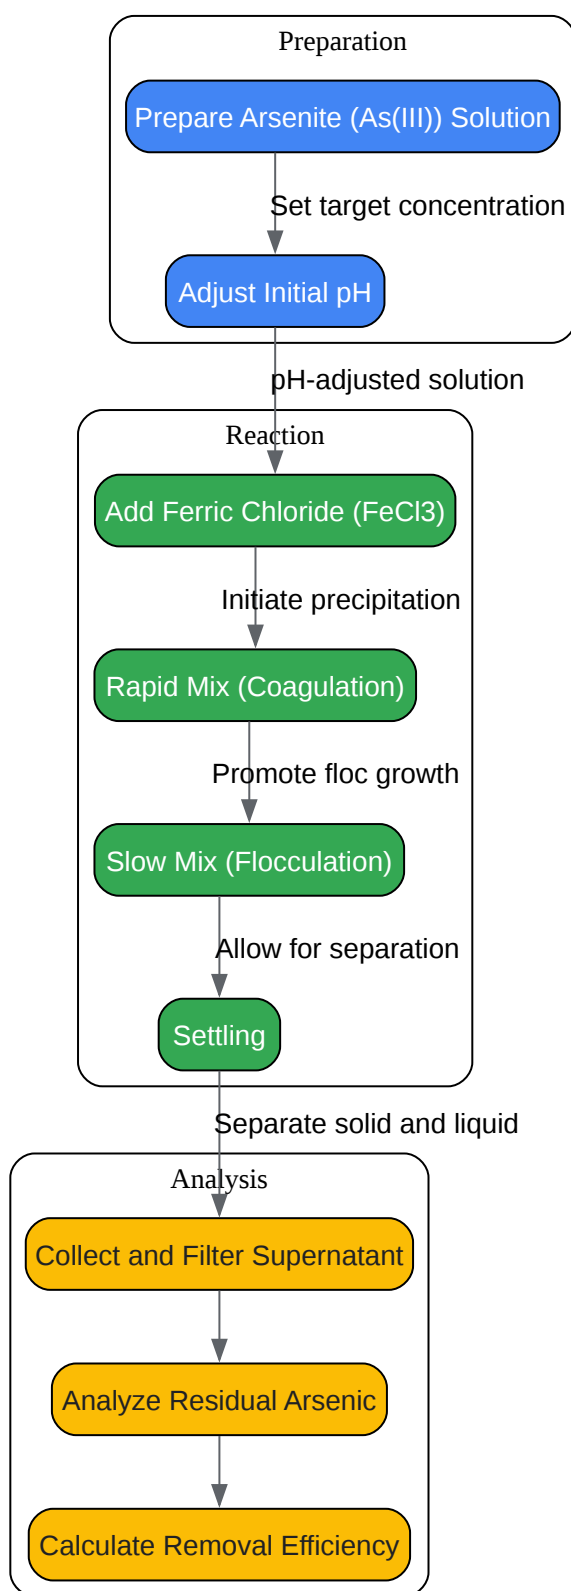 Preparation
Prepare Arsenite (As(III)) Solution
Set target concentration
Adjust Initial pH
pH-adjusted solution
Reaction
Add Ferric Chloride (FeCl3)
Initiate precipitation
Rapid Mix (Coagulation)
Promote floc growth
Slow Mix (Flocculation)
Allow for separation
Settling
Separate solid and liquid
Analysis
Collect and Filter Supernatant
Analyze Residual Arsenic
Calculate Removal Efficiency